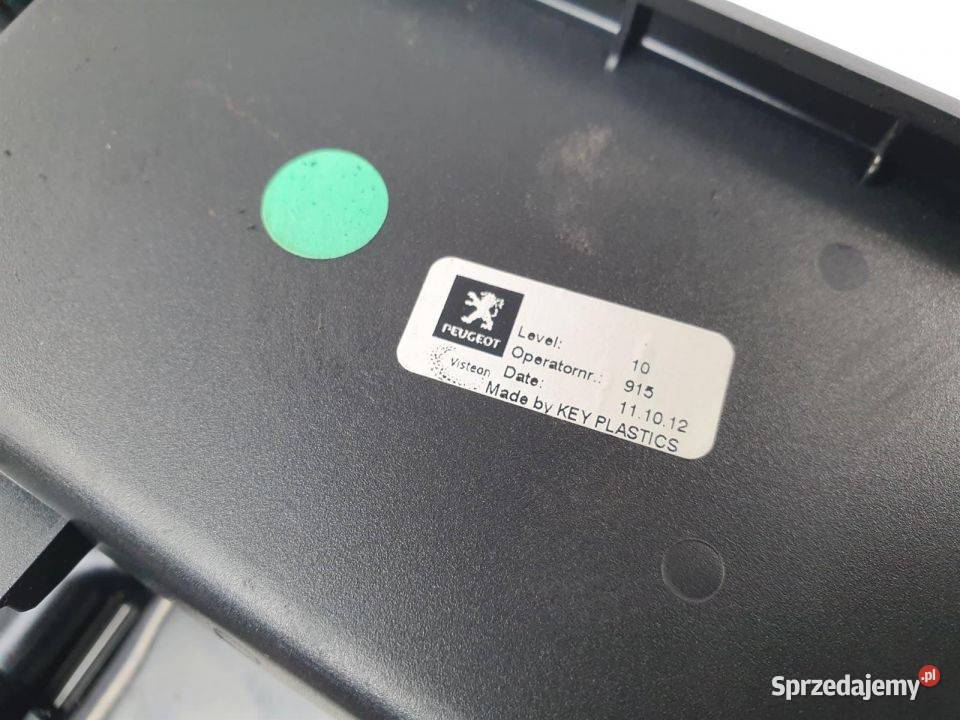 PEUGEOT
Visteon
Level: 10
Operatornr.: 915
Date: 11.10.12
Made by KEY PLASTICS
Sprzedajemy.pl